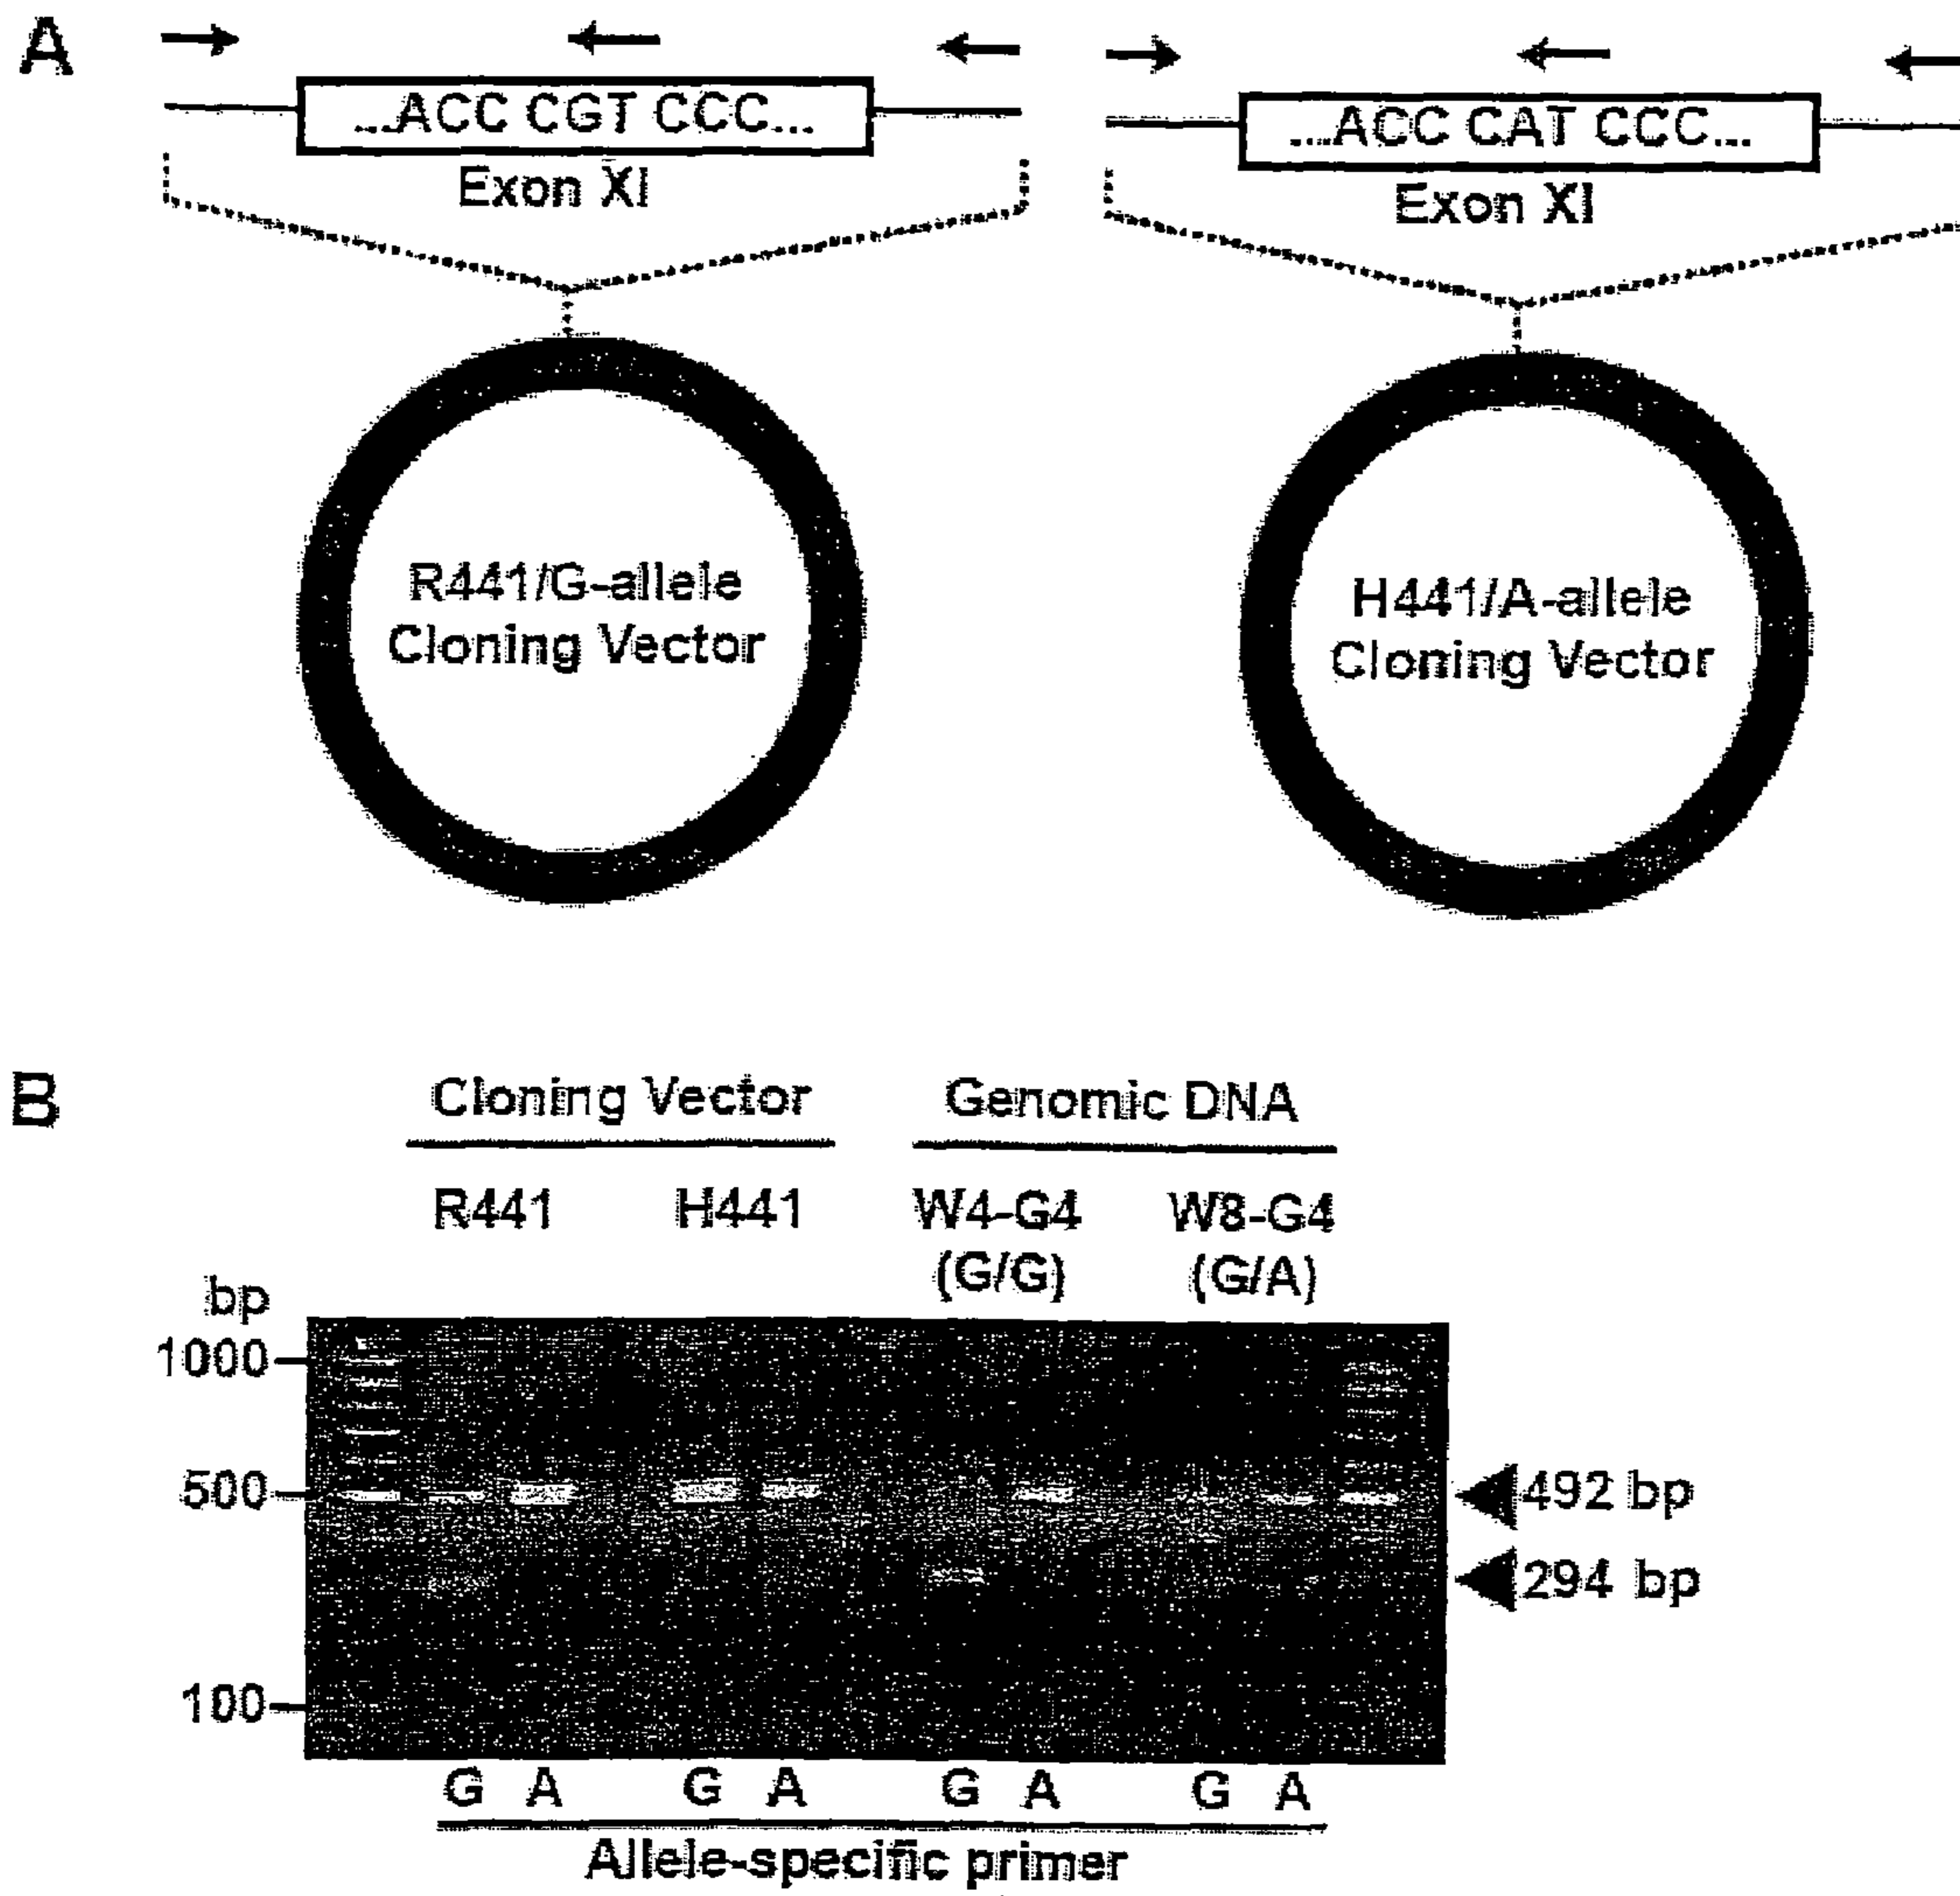 A
...ACC CGT CCC...
Exon XI
R441/G-allele
Cloning Vector
...ACC CAT CCC...
Exon XI
H441/A-allele
Cloning Vector
B
Cloning Vector
Genomic DNA
R441
H441
W4-G4
(G/G)
W8-G4
(G/A)
bp
1000
500
100
492 bp
294 bp
G A G A G A G A
Allele-specific primer